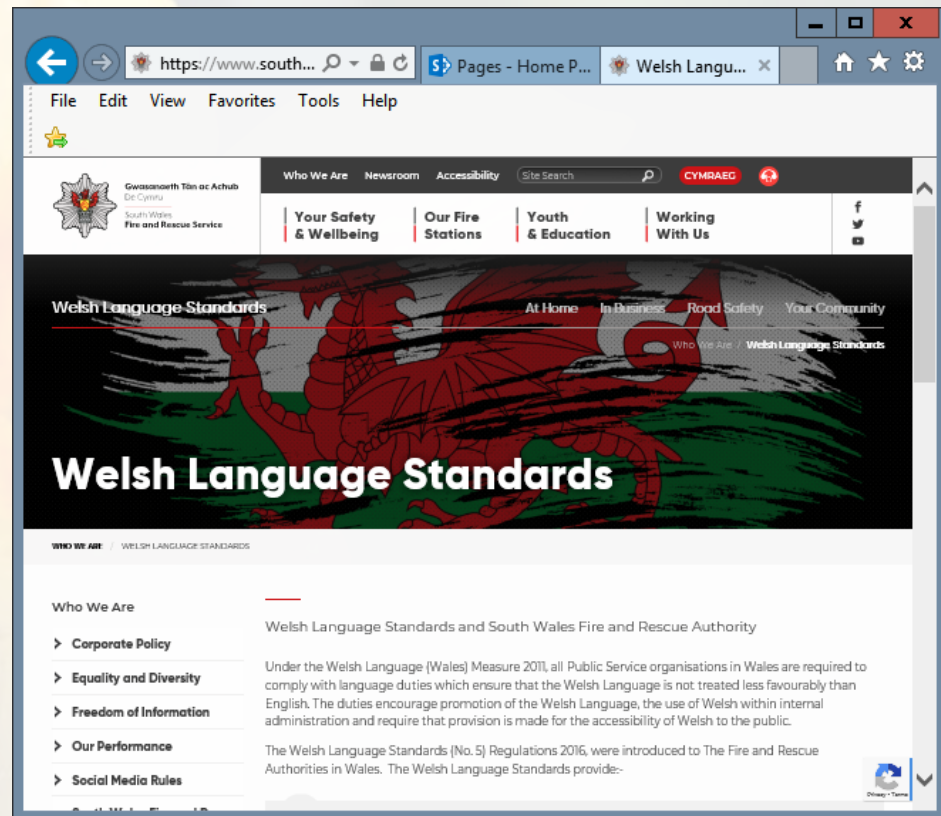 https://www.south...
Pages - Home P...
Welsh Langu...
File Edit View Favorites Tools Help
Gwasanaeth Tân ac Achub
De Cymru
South Wales
Fire and Rescue Service
Who We Are Newsroom Accessibility Site Search CYMRAEG
Your Safety
& Wellbeing
Our Fire
Stations
Youth
& Education
Working
With Us
Welsh Language Standards
At Home In Business Road Safety Your Community
Who We Are / Welsh Language Standards
Welsh Language Standards
WHO WE ARE / WELSH LANGUAGE STANDARDS
Who We Are
> Corporate Policy
> Equality and Diversity
> Freedom of Information
> Our Performance
> Social Media Rules
Welsh Language Standards and South Wales Fire and Rescue Authority
Under the Welsh Language (Wales) Measure 2011, all Public Service organisations in Wales are required to
comply with language duties which ensure that the Welsh Language is not treated less favourably than
English. The duties encourage promotion of the Welsh Language, the use of Welsh within internal
administration and require that provision is made for the accessibility of Welsh to the public.
The Welsh Language Standards (No. 5) Regulations 2016, were introduced to The Fire and Rescue
Authorities in Wales. The Welsh Language Standards provide:-
Privacy - Terms